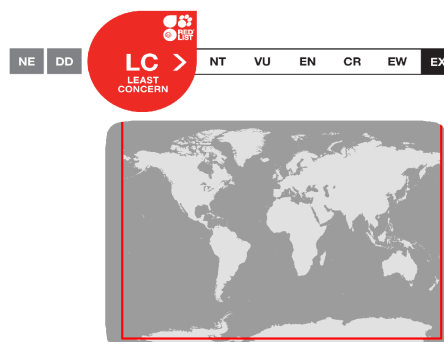 RED
LIST
NE DD LC NT VU EN CR EW EX
LEAST
CONCERN